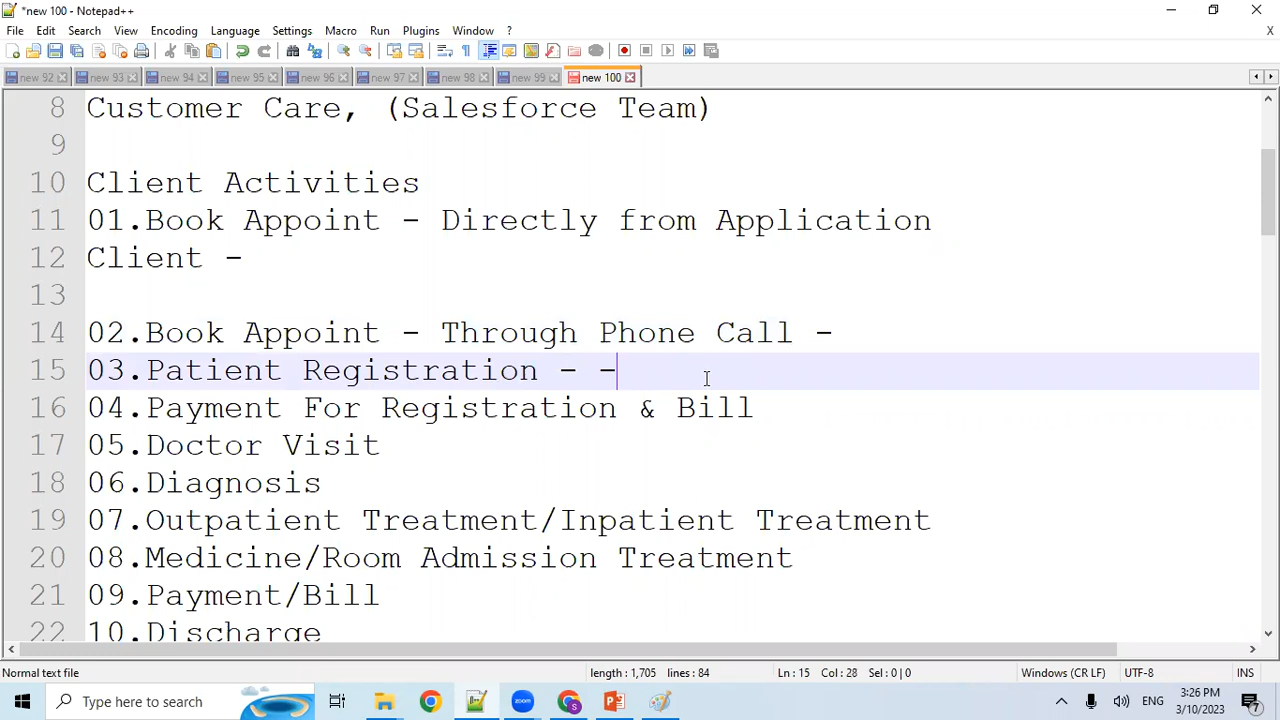 *new 100 - Notepad++
File Edit Search View Encoding Language Settings Tools Macro Run Plugins Window ?
X
new 92 new 93 new 94 new 95 new 96 new 97 new 98 new 99 new 100
8 Customer Care, (Salesforce Team)
9
10 Client Activities
11 01.Book Appoint - Directly from Application
12 Client -
13
14 02.Book Appoint - Through Phone Call -
15 03.Patient Registration - -
16 04.Payment For Registration & Bill
17 05.Doctor Visit
18 06.Diagnosis
19 07.Outpatient Treatment/Inpatient Treatment
20 08.Medicine/Room Admission Treatment
21 09.Payment/Bill
22 10.Discharge
Normal text file length : 1,705 lines : 84 Ln : 15 Col : 28 Sel : 0 | 0 Windows (CR LF) UTF-8 INS
Type here to search zoom ENG 3:26 PM
3/10/2023 7